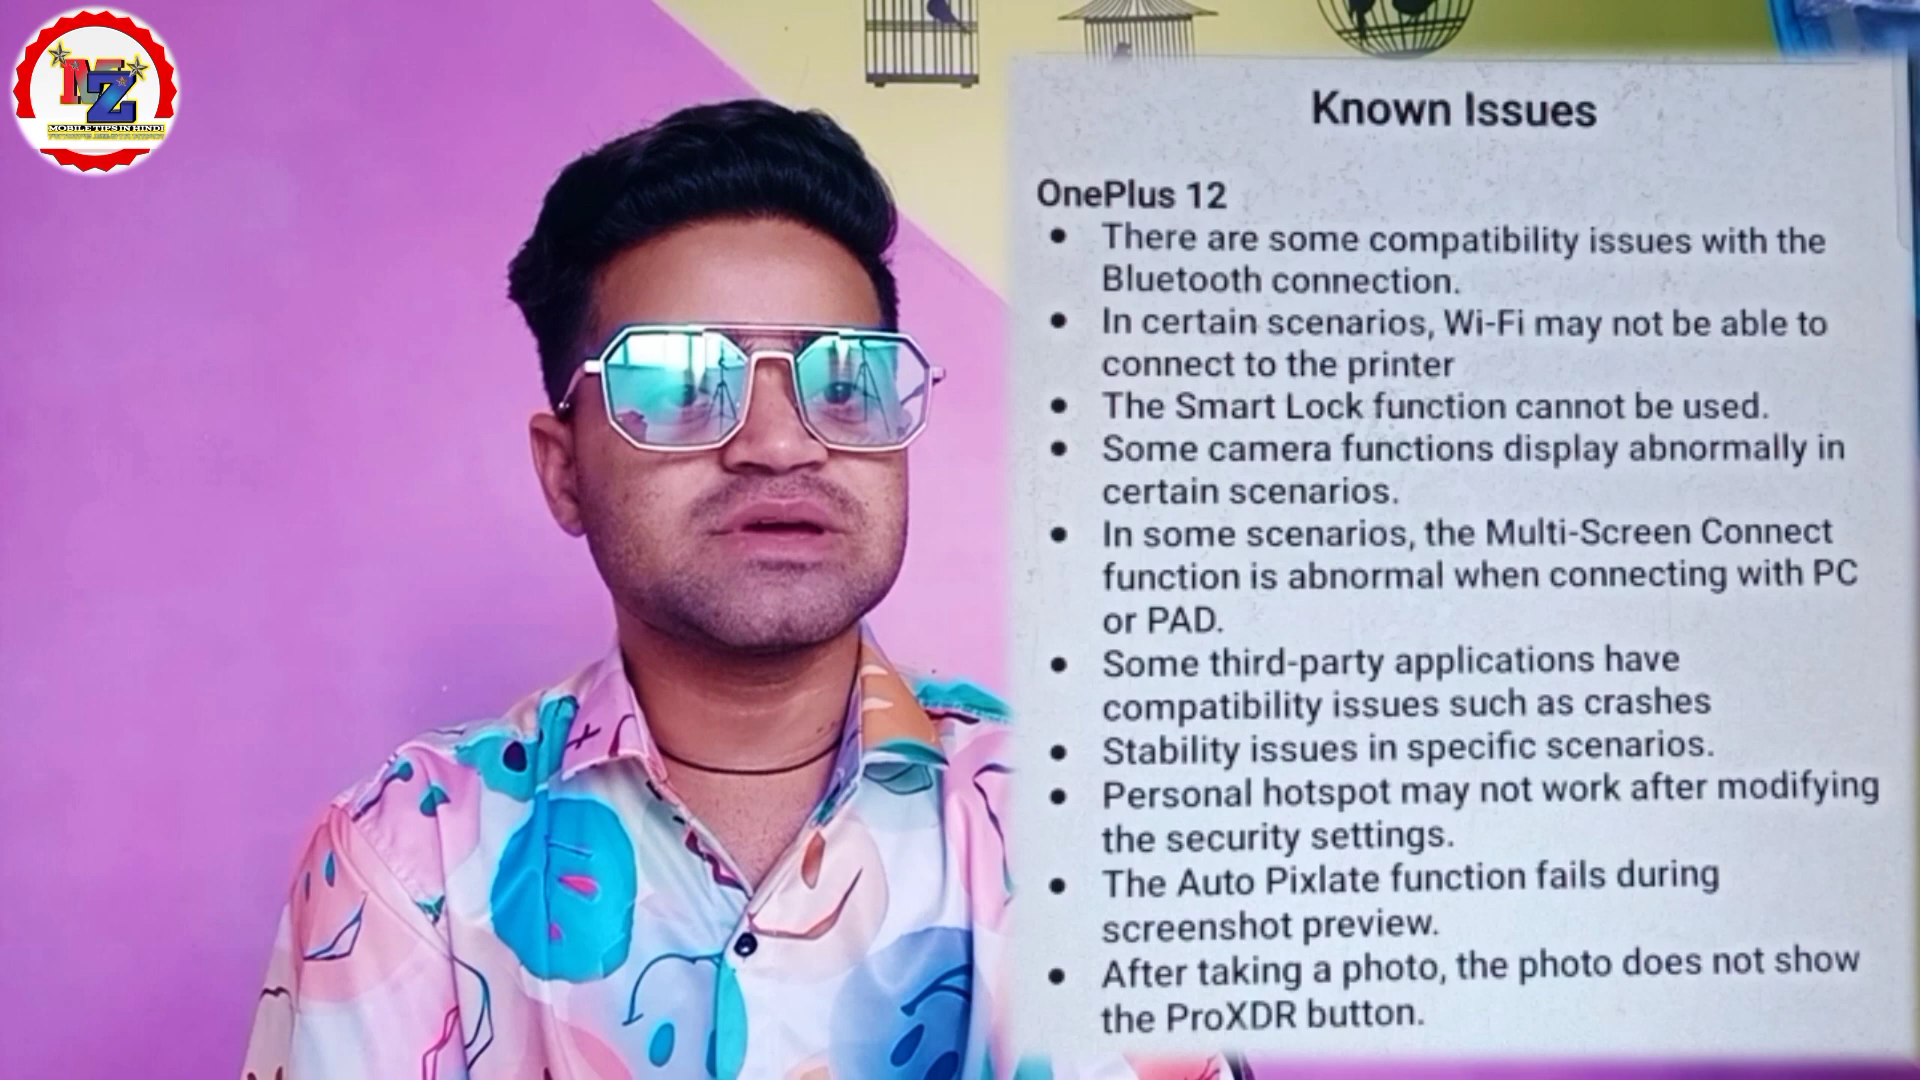 NZ
MOBILE TIPS IN HINDI
Known Issues
OnePlus 12
• There are some compatibility issues with the
Bluetooth connection.
• In certain scenarios, Wi-Fi may not be able to
connect to the printer
• The Smart Lock function cannot be used.
• Some camera functions display abnormally in
certain scenarios.
• In some scenarios, the Multi-Screen Connect
function is abnormal when connecting with PC
or PAD.
• Some third-party applications have
compatibility issues such as crashes
• Stability issues in specific scenarios.
• Personal hotspot may not work after modifying
the security settings.
• The Auto Pixlate function fails during
screenshot preview.
• After taking a photo, the photo does not show
the ProXDR button.